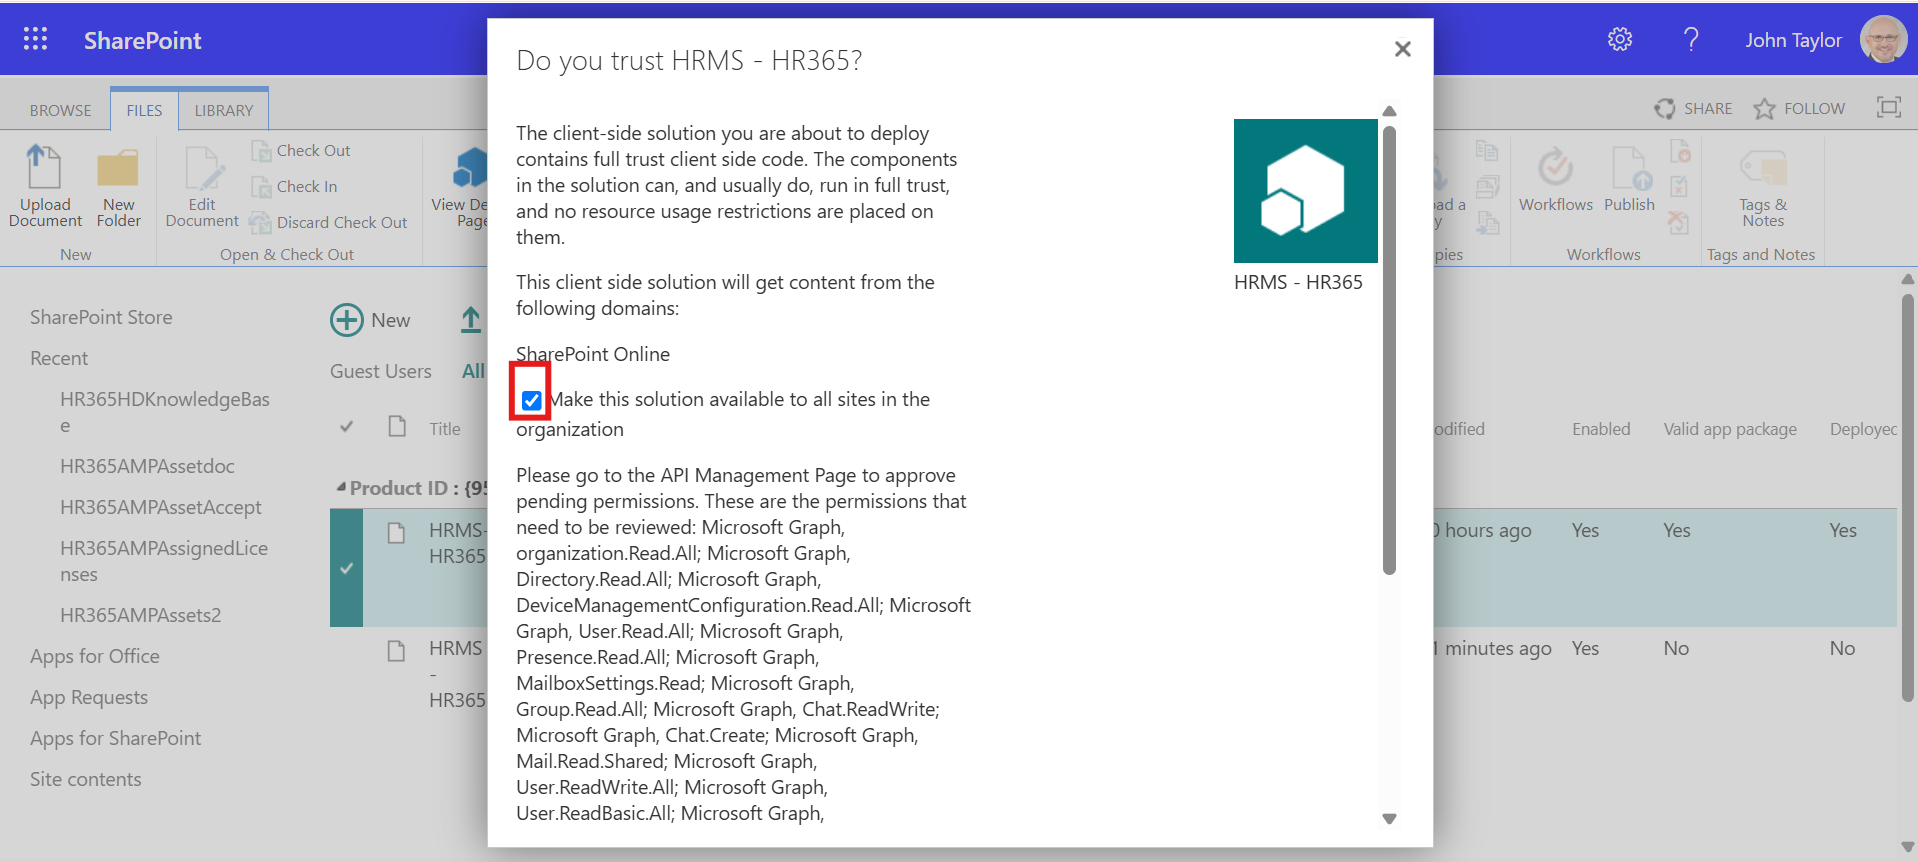 SharePoint
John Taylor
BROWSE FILES LIBRARY
SHARE FOLLOW
Upload
Document
New
Folder
New
Edit
Document
Check Out
Check In
Discard Check Out
Open & Check Out
View De
Page
ad a
y
pies
Workflows Publish
Workflows
Tags &
Notes
Tags and Notes
SharePoint Store
Recent
HR365HDKnowledgeBas
e
HR365AMPAssetdoc
HR365AMPAssetAccept
HR365AMPAssignedLice
nses
HR365AMPAssets2
Apps for Office
App Requests
Apps for SharePoint
Site contents
New
Guest Users All
Title
odified Enabled Valid app package Deployed
Product ID : {95
HRMS-
HR365
0 hours ago Yes Yes Yes
HRMS
-
HR365
1 minutes ago Yes No No
Do you trust HRMS - HR365?
The client-side solution you are about to deploy
contains full trust client side code. The components
in the solution can, and usually do, run in full trust,
and no resource usage restrictions are placed on
them.
This client side solution will get content from the
following domains:
SharePoint Online
Make this solution available to all sites in the
organization
Please go to the API Management Page to approve
pending permissions. These are the permissions that
need to be reviewed: Microsoft Graph,
organization.Read.All; Microsoft Graph,
Directory.Read.All; Microsoft Graph,
DeviceManagementConfiguration.Read.All; Microsoft
Graph, User.Read.All; Microsoft Graph,
Presence.Read.All; Microsoft Graph,
MailboxSettings.Read; Microsoft Graph,
Group.Read.All; Microsoft Graph, Chat.ReadWrite;
Microsoft Graph, Chat.Create; Microsoft Graph,
Mail.Read.Shared; Microsoft Graph,
User.ReadWrite.All; Microsoft Graph,
User.ReadBasic.All; Microsoft Graph,
HRMS - HR365